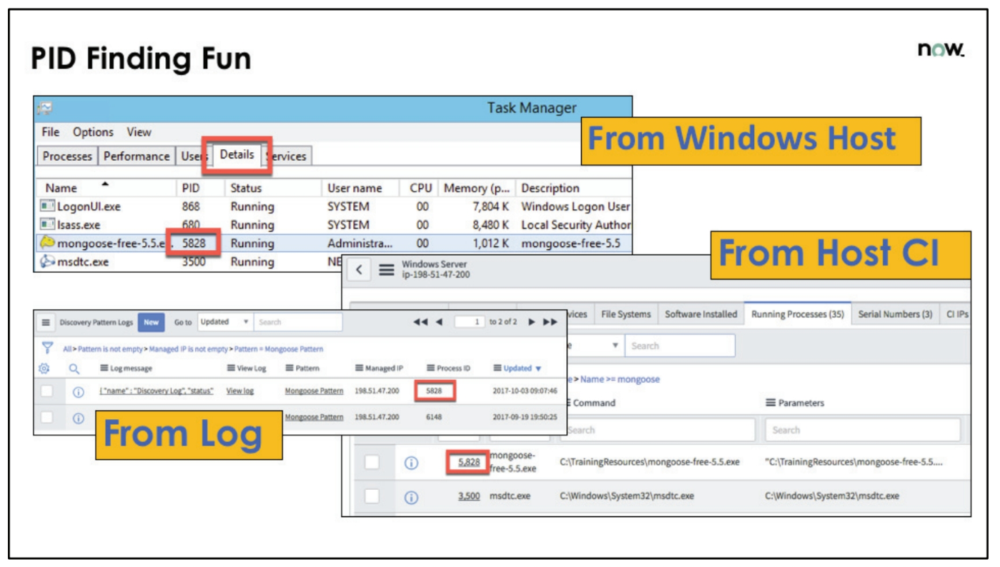 PID Finding Fun
now.
Task Manager
File Options View
Processes Performance Users Details Services
From Windows Host
Name PID Status User name CPU Memory (p... Description
LogonUI.exe 868 Running SYSTEM 00 7,804 K Windows Logon User
lsass.exe 680 Running SYSTEM 00 8,480 K Local Security Author
mongoose-free-5.5.e... 5828 Running Administra... 00 1,012 K mongoose-free-5.5
msdtc.exe 3500 Running NE
From Host CI
Windows Server
ip-198-51-47-200
vices File Systems Software Installed Running Processes (35) Serial Numbers (3) CI IPs
e Search
e > Name >= mongoose
Command Parameters
Search Search
5,828 mongoose-free-5.5.exe C:\TrainingResources\mongoose-free-5.5.exe "C:\TrainingResources\mongoose-free-5.5....
3,500 msdtc.exe C:\Windows\System32\msdtc.exe C:\Windows\System32\msdtc.exe
Discovery Pattern Logs New Go to Updated Search 1 to 2 of 2
All > Pattern is not empty > Managed IP is not empty > Pattern = Mongoose Pattern
Log message View Log Pattern Managed IP Process ID Updated
{ "name" : "Discovery Log", "status" View log Mongoose Pattern 198.51.47.200 5828 2017-10-03 09:07:46
Mongoose Pattern 198.51.47.200 6148 2017-09-19 19:50:25
From Log